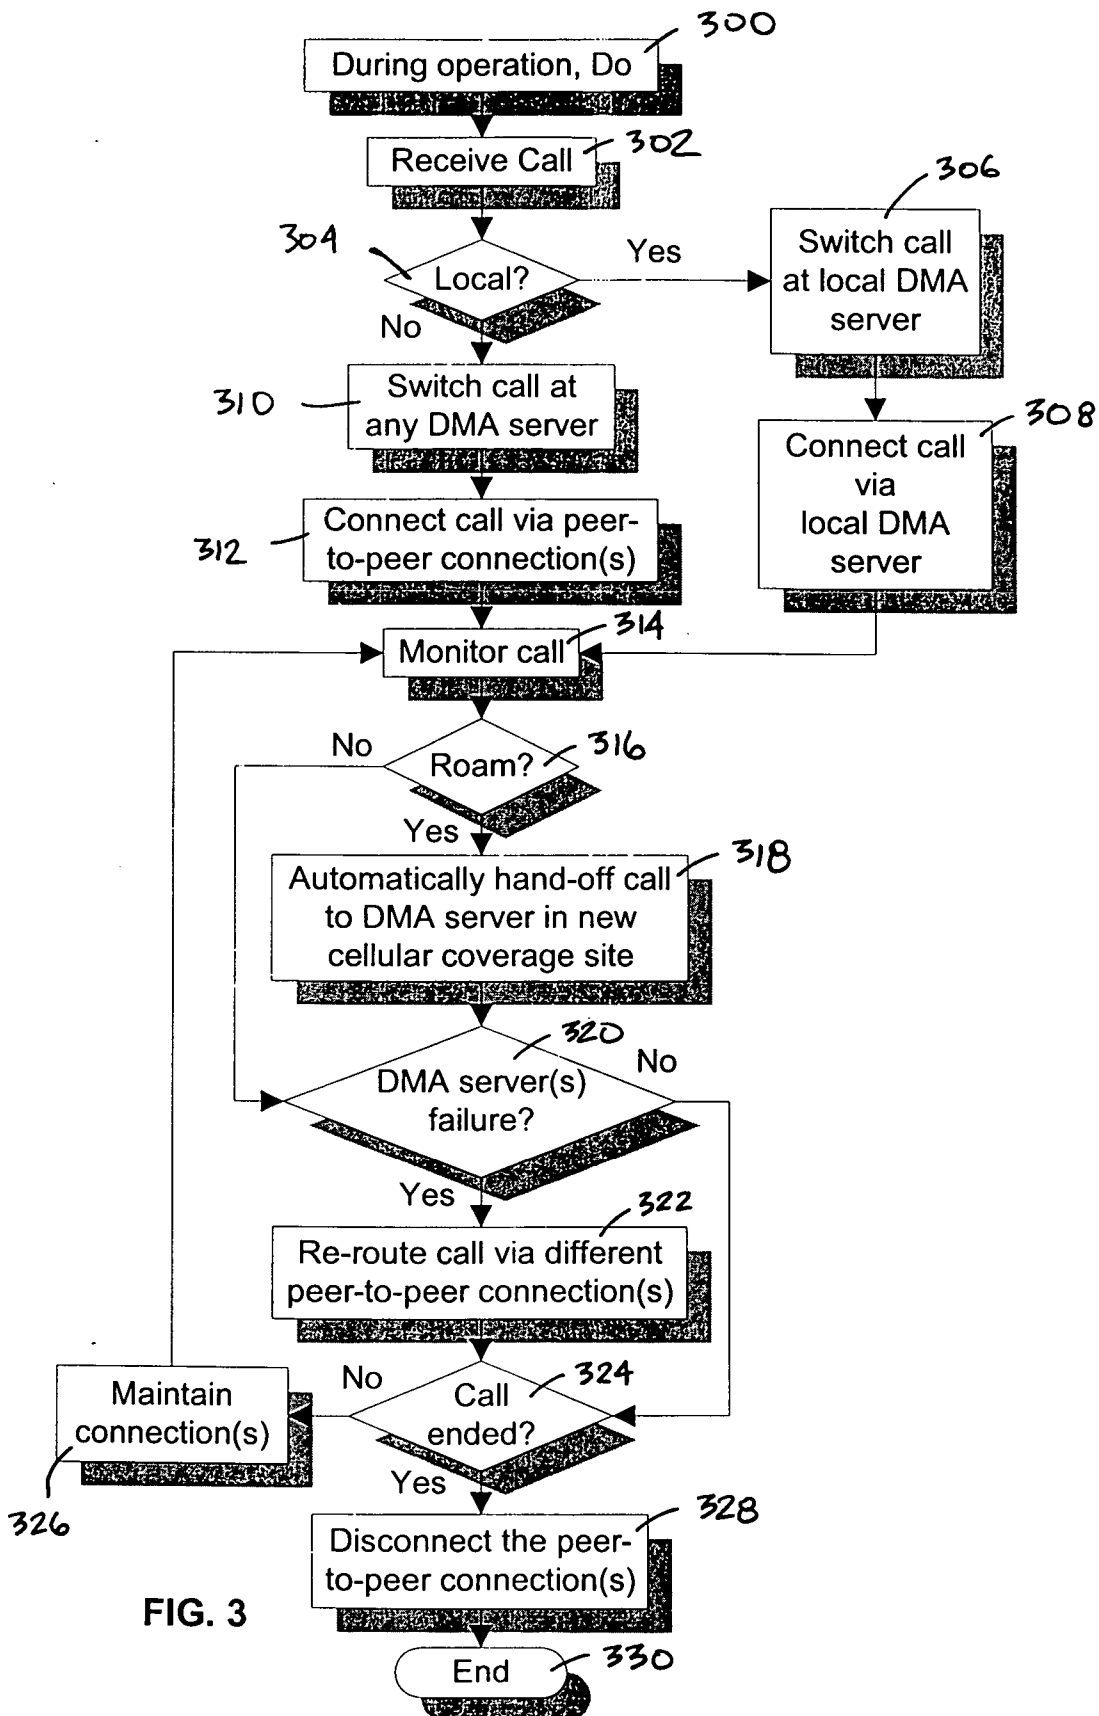 300
During operation, Do
302
Receive Call
304
Local?
Yes
No
306
Switch call
at local DMA
server
310
Switch call at
any DMA server
308
Connect call
via
local DMA
server
312
Connect call via peer-
to-peer connection(s)
314
Monitor call
No
Roam?
316
Yes
318
Automatically hand-off call
to DMA server in new
cellular coverage site
320
No
DMA server(s)
failure?
Yes
322
Re-route call via different
peer-to-peer connection(s)
No
324
Call
ended?
Maintain
connection(s)
326
Yes
328
Disconnect the peer-
to-peer connection(s)
FIG. 3
End
330